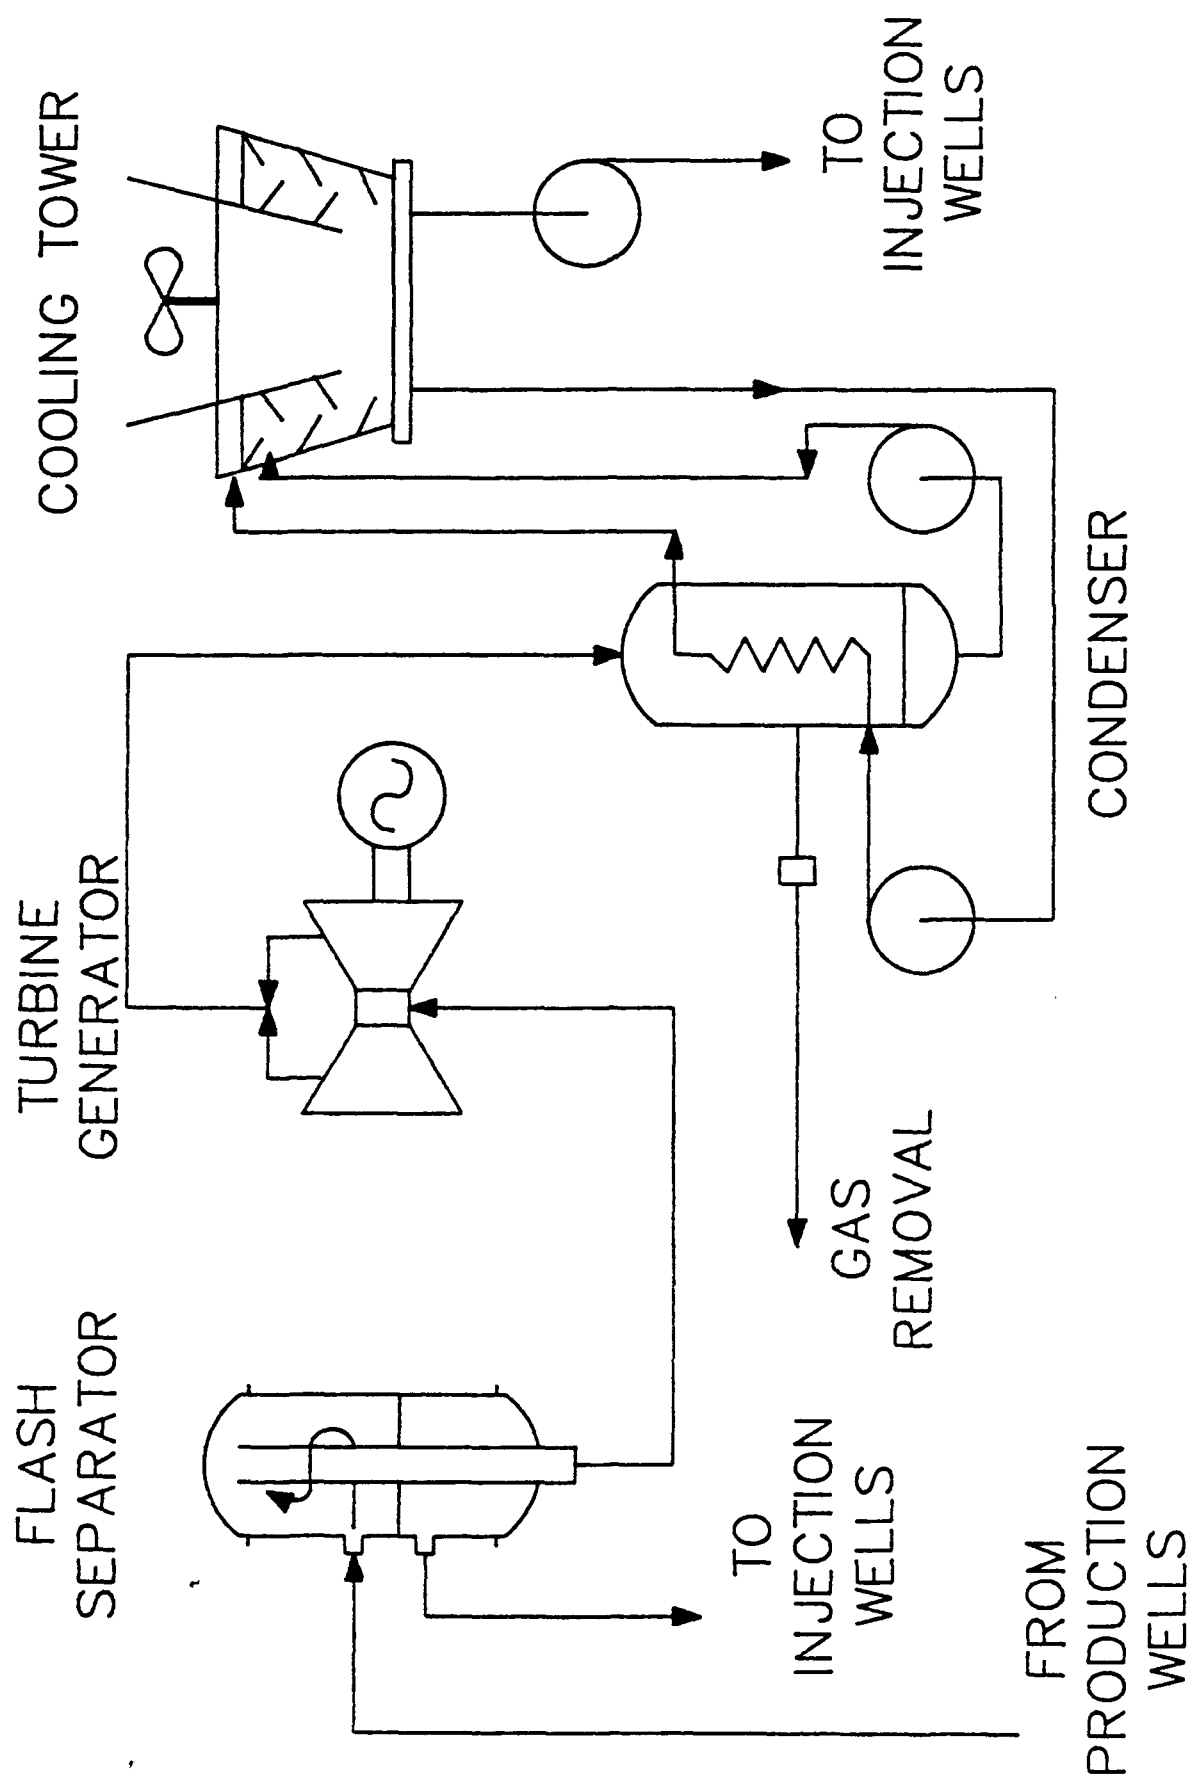 FLASH
SEPARATOR
TURBINE
GENERATOR
COOLING TOWER
TO
INJECTION
WELLS
GAS
REMOVAL
CONDENSER
TO
INJECTION
WELLS
FROM
PRODUCTION
WELLS